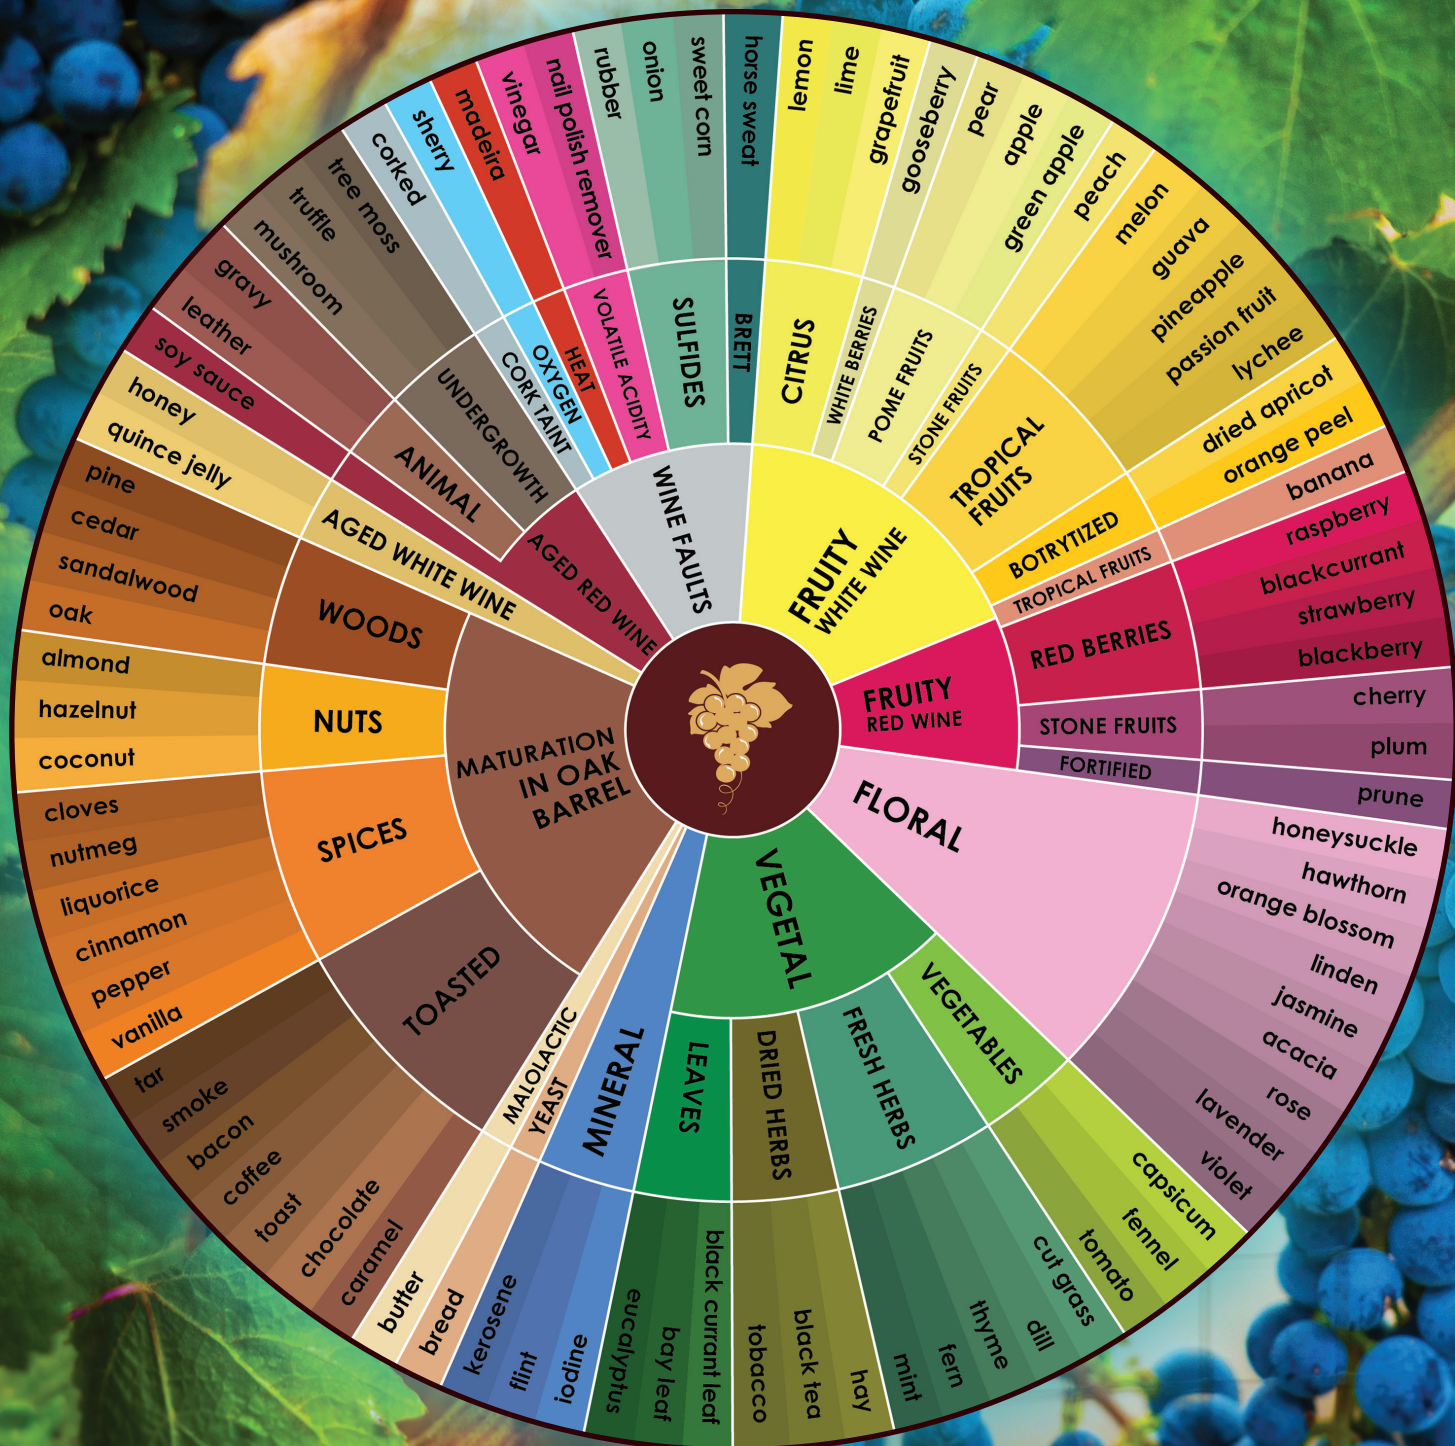 WINE FAULTS
BRETT
horse sweat
SULFIDES
rubber
onion
sweet corn
VOLATILE ACIDITY
vinegar
nail polish remover
HEAT
madeira
OXYGEN
sherry
CORK TAINT
corked
FRUITY
WHITE WINE
CITRUS
lemon
lime
grapefruit
WHITE BERRIES
gooseberry
POME FRUITS
pear
apple
green apple
STONE FRUITS
peach
TROPICAL
FRUITS
melon
guava
pineapple
passion fruit
lychee
BOTRYTIZED
dried apricot
orange peel
FRUITY
RED WINE
TROPICAL FRUITS
banana
RED BERRIES
raspberry
blackcurrant
strawberry
blackberry
STONE FRUITS
cherry
plum
FORTIFIED
prune
FLORAL
honeysuckle
hawthorn
orange blossom
linden
jasmine
acacia
rose
lavender
violet
VEGETAL
VEGETABLES
capsicum
fennel
tomato
FRESH HERBS
cut grass
dill
thyme
fern
mint
DRIED HERBS
hay
black tea
tobacco
LEAVES
black currant leaf
bay leaf
eucalyptus
MINERAL
iodine
flint
kerosene
YEAST
bread
MALOLACTIC
butter
MATURATION
IN OAK
BARREL
TOASTED
caramel
chocolate
toast
coffee
bacon
smoke
tar
SPICES
vanilla
pepper
cinnamon
liquorice
nutmeg
cloves
NUTS
coconut
hazelnut
almond
WOODS
oak
sandalwood
cedar
pine
AGED WHITE WINE
quince jelly
honey
AGED RED WINE
soy sauce
ANIMAL
leather
gravy
UNDERGROWTH
mushroom
truffle
tree moss